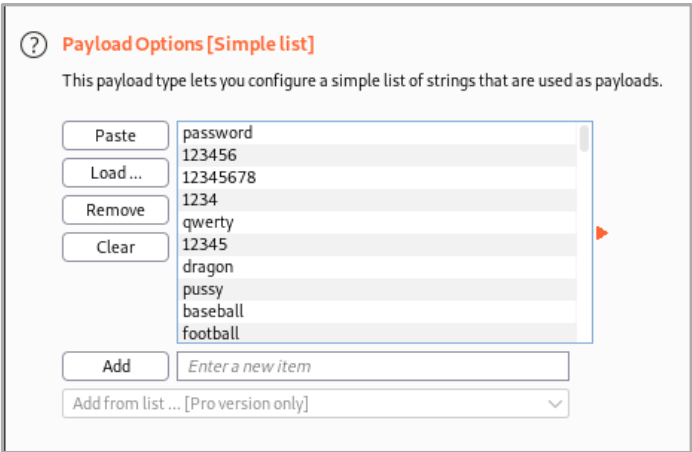 Payload Options [Simple list]
This payload type lets you configure a simple list of strings that are used as payloads.
Paste
Load ...
Remove
Clear
password
123456
12345678
1234
qwerty
12345
dragon
pussy
baseball
football
Add
Enter a new item
Add from list ... [Pro version only]